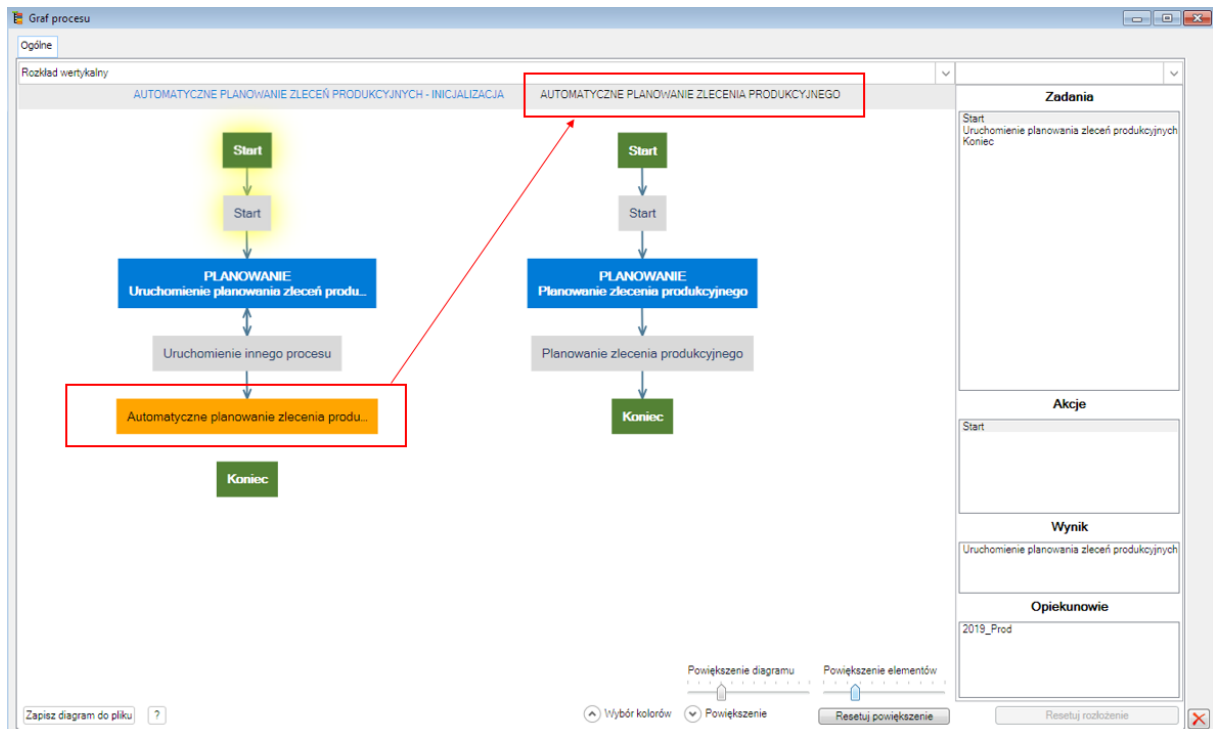 Graf procesu
Ogólne
Rozkład wertykalny
AUTOMATYCZNE PLANOWANIE ZLECEŃ PRODUKCYJNYCH - INICJALIZACJA
AUTOMATYCZNE PLANOWANIE ZLECENIA PRODUKCYJNEGO
Start
Start
PLANOWANIE
Uruchomienie planowania zleceń produ...
Uruchomienie innego procesu
Automatyczne planowanie zlecenia produ...
Koniec
Start
Start
PLANOWANIE
Planowanie zlecenia produkcyjnego
Planowanie zlecenia produkcyjnego
Koniec
Zadania
Start
Uruchomienie planowania zleceń produkcyjnych
Koniec
Akcje
Start
Wynik
Uruchomienie planowania zleceń produkcyjnych
Opiekunowie
2019_Prod
Powiększenie diagramu
Powiększenie elementów
Zapisz diagram do pliku
?
Wybór kolorów
Powiększenie
Resetuj powiększenie
Resetuj rozłożenie